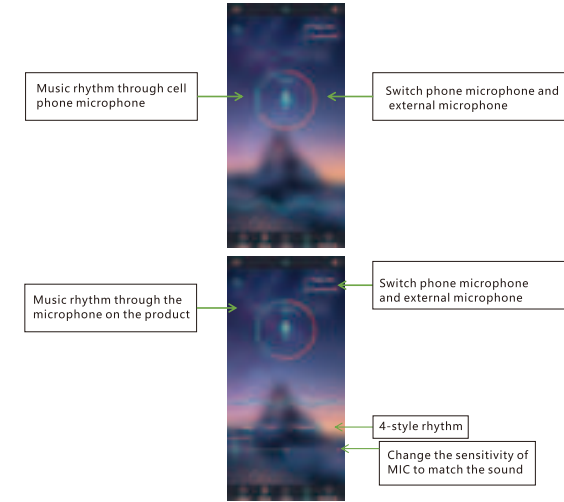 Music rhythm through cell
phone microphone
Switch phone microphone and
external microphone
Music rhythm through the
microphone on the product
Switch phone microphone
and external microphone
4-style rhythm
Change the sensitivity of
MIC to match the sound